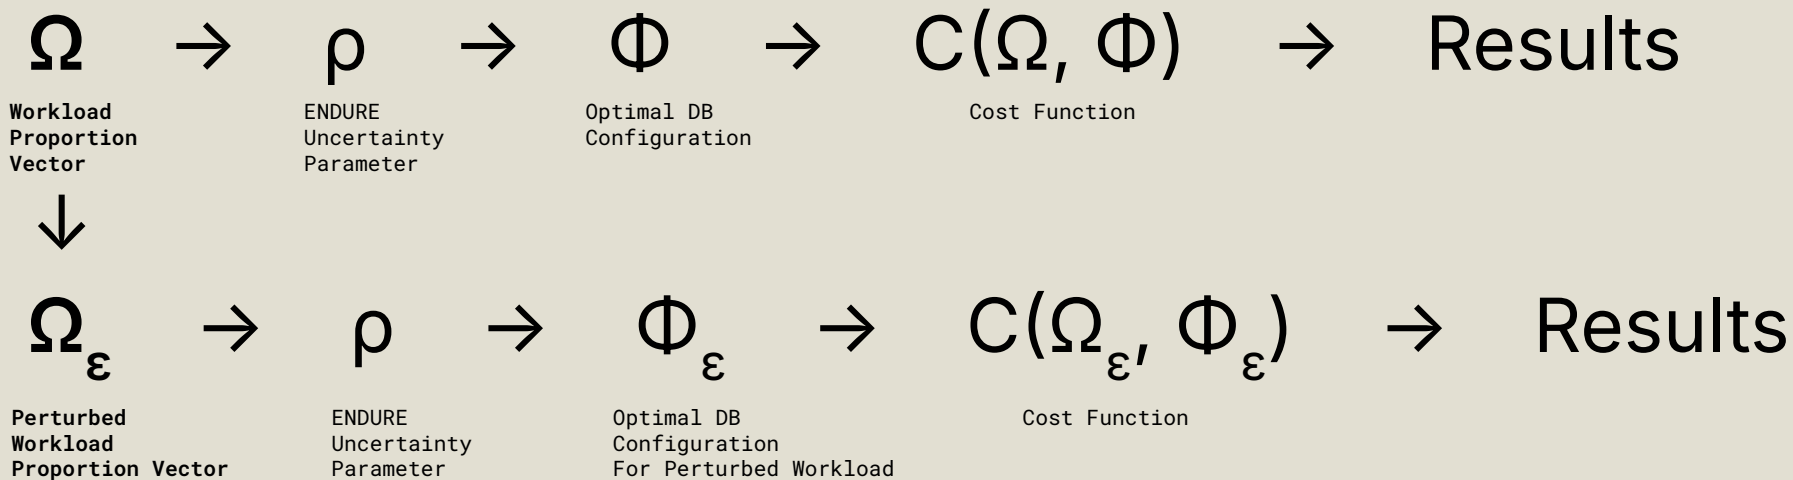 Ω → ρ → Φ → C(Ω, Φ) → Results
Workload
Proportion
Vector
ENDURE
Uncertainty
Parameter
Optimal DB
Configuration
Cost Function
↓
Ωε → ρ → Φε → C(Ωε, Φε) → Results
Perturbed
Workload
Proportion Vector
ENDURE
Uncertainty
Parameter
Optimal DB
Configuration
For Perturbed Workload
Cost Function